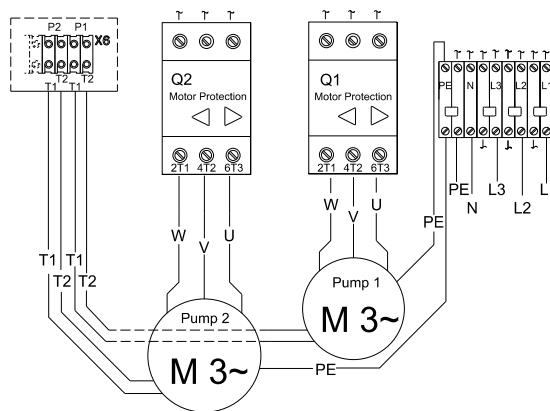 P2 P1
X6
T2 T2
T1 T1
Q2
Motor Protection
2T1 4T2 6T3
Q1
Motor Protection
2T1 4T2 6T3
PE N L3 L2 L1
PE L3 L
N L2
W V U
W V U
PE
T1 T1
T2 T2
Pump 1
M 3~
Pump 2
M 3~
PE